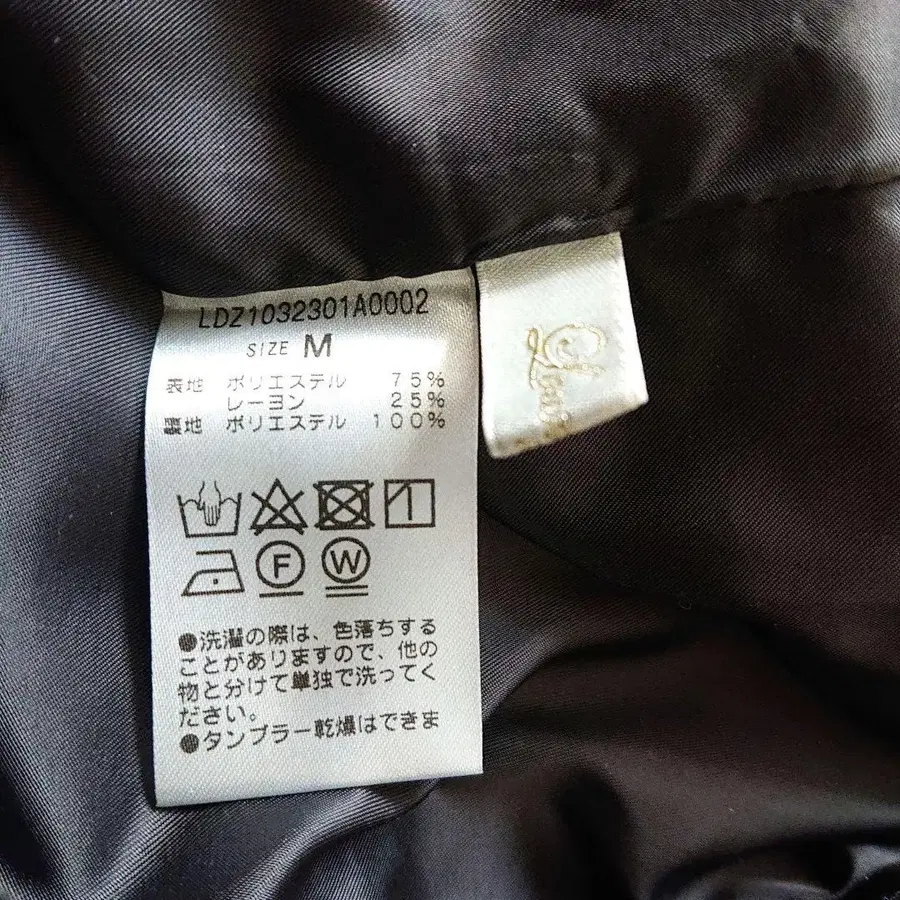 LDZ1032301A0002
SIZE M
表地 ポリエステル 75%
レーヨン 25%
裏地 ポリエステル 100%
F W
●洗濯の際は、色落ちする
ことがありますので、他の
物と分けて単独で洗ってく
ださい。
●タンブラー乾燥はできま